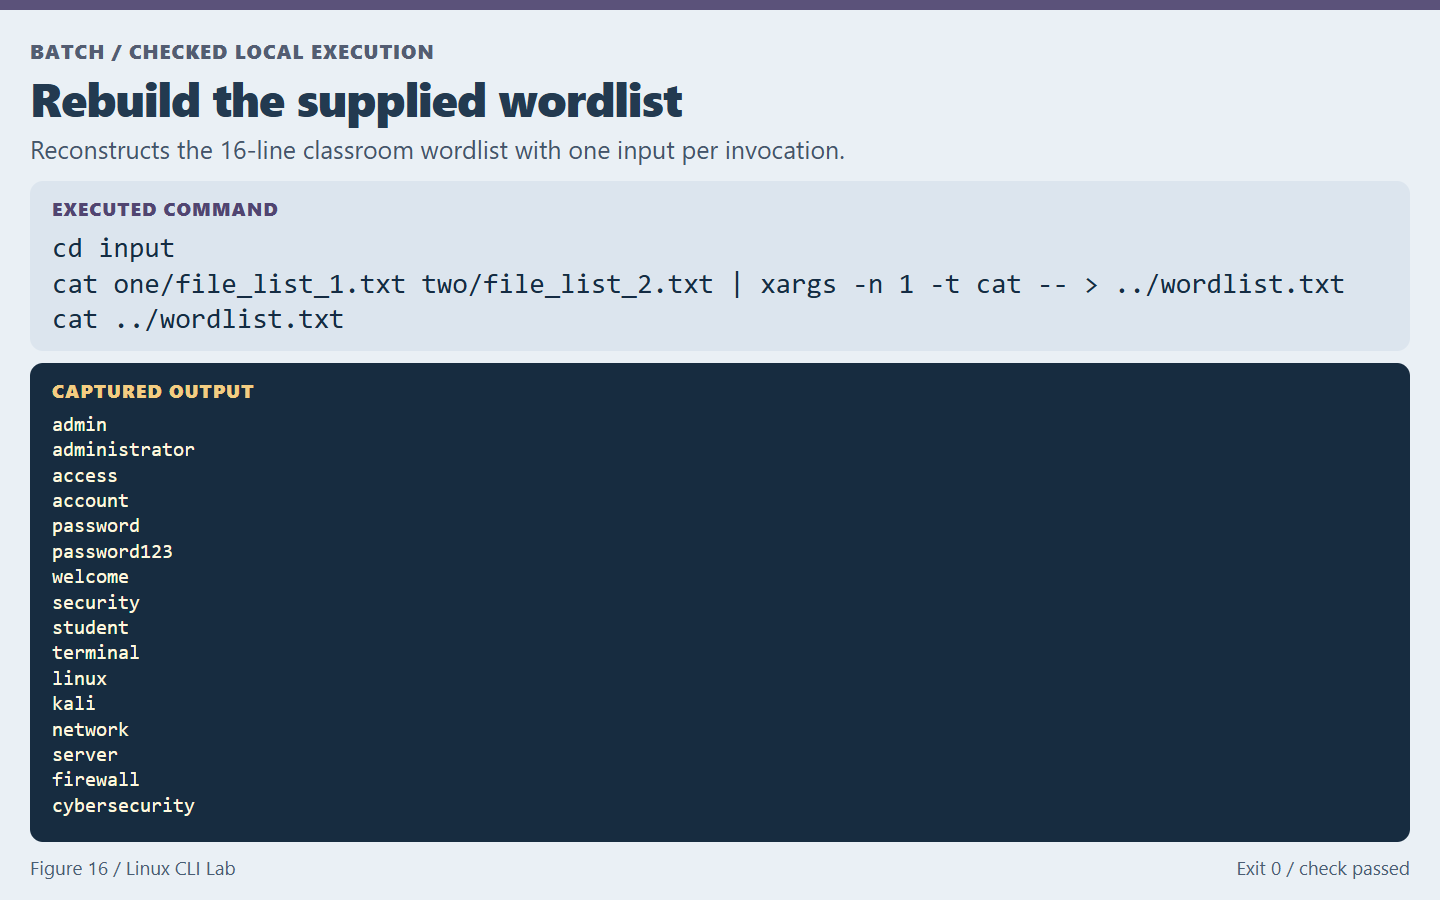 BATCH / CHECKED LOCAL EXECUTION
Rebuild the supplied wordlist
Reconstructs the 16-line classroom wordlist with one input per invocation.
EXECUTED COMMAND
cd input
cat one/file_list_1.txt two/file_list_2.txt | xargs -n 1 -t cat -- > ../wordlist.txt
cat ../wordlist.txt
CAPTURED OUTPUT
admin
administrator
access
account
password
password123
welcome
security
student
terminal
linux
kali
network
server
firewall
cybersecurity
Figure 16 / Linux CLI Lab
Exit 0 / check passed